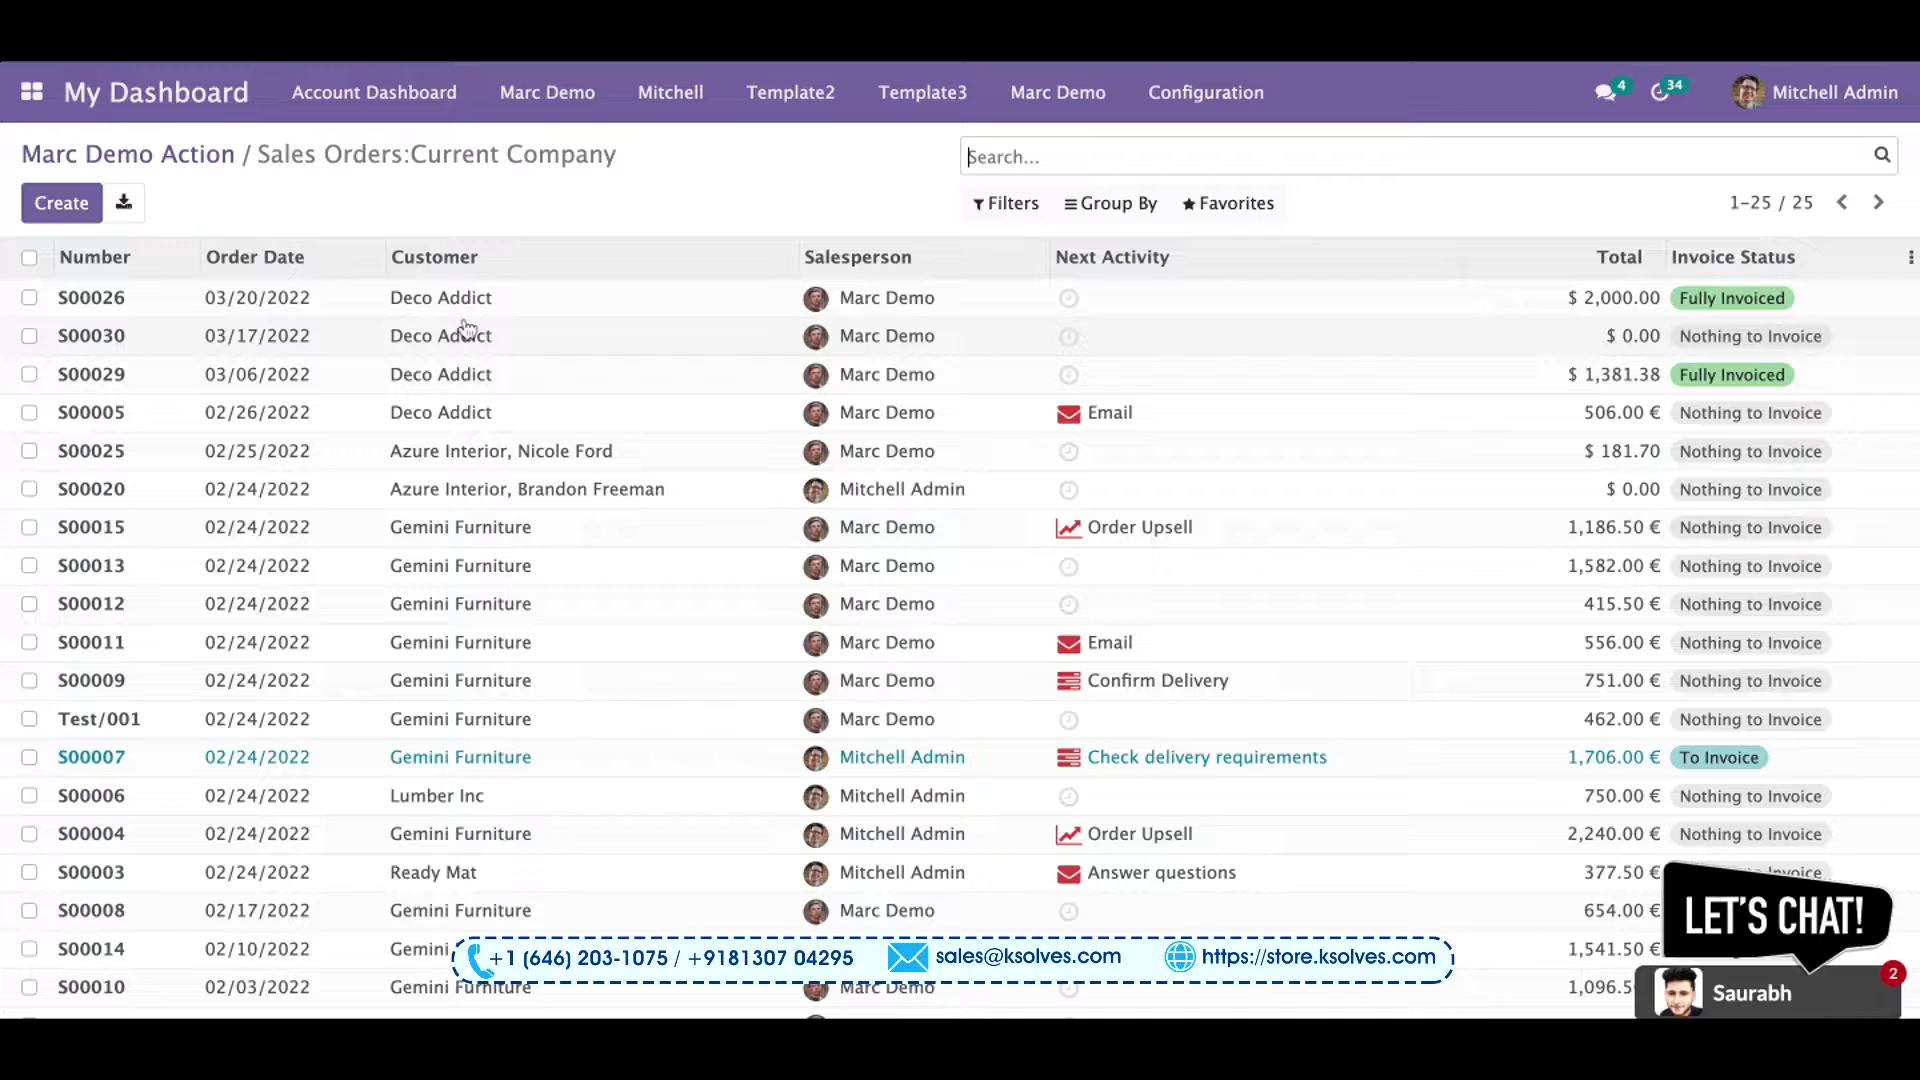 My Dashboard Account Dashboard Marc Demo Mitchell Template2 Template3 Marc Demo Configuration 4 34 Mitchell Admin
Marc Demo Action / Sales Orders:Current Company Search...
Create Filters Group By Favorites 1-25 / 25
Number Order Date Customer Salesperson Next Activity Total Invoice Status
S00026 03/20/2022 Deco Addict Marc Demo $ 2,000.00 Fully Invoiced
S00030 03/17/2022 Deco Addict Marc Demo $ 0.00 Nothing to Invoice
S00029 03/06/2022 Deco Addict Marc Demo $ 1,381.38 Fully Invoiced
S00005 02/26/2022 Deco Addict Marc Demo Email 506.00 € Nothing to Invoice
S00025 02/25/2022 Azure Interior, Nicole Ford Marc Demo $ 181.70 Nothing to Invoice
S00020 02/24/2022 Azure Interior, Brandon Freeman Mitchell Admin $ 0.00 Nothing to Invoice
S00015 02/24/2022 Gemini Furniture Marc Demo Order Upsell 1,186.50 € Nothing to Invoice
S00013 02/24/2022 Gemini Furniture Marc Demo 1,582.00 € Nothing to Invoice
S00012 02/24/2022 Gemini Furniture Marc Demo 415.50 € Nothing to Invoice
S00011 02/24/2022 Gemini Furniture Marc Demo Email 556.00 € Nothing to Invoice
S00009 02/24/2022 Gemini Furniture Marc Demo Confirm Delivery 751.00 € Nothing to Invoice
Test/001 02/24/2022 Gemini Furniture Marc Demo 462.00 € Nothing to Invoice
S00007 02/24/2022 Gemini Furniture Mitchell Admin Check delivery requirements 1,706.00 € To Invoice
S00006 02/24/2022 Lumber Inc Mitchell Admin 750.00 € Nothing to Invoice
S00004 02/24/2022 Gemini Furniture Mitchell Admin Order Upsell 2,240.00 € Nothing to Invoice
S00003 02/24/2022 Ready Mat Mitchell Admin Answer questions 377.50 € Invoice
S00008 02/17/2022 Gemini Furniture Marc Demo 654.00 €
LET'S CHAT!
S00014 02/10/2022 Gemini 1,541.50 €
+1 (646) 203-1075 / +9181307 04295 sales@ksolves.com https://store.ksolves.com
S00010 02/03/2022 Gemini Furniture Marc Demo 1,096.5
Saurabh 2